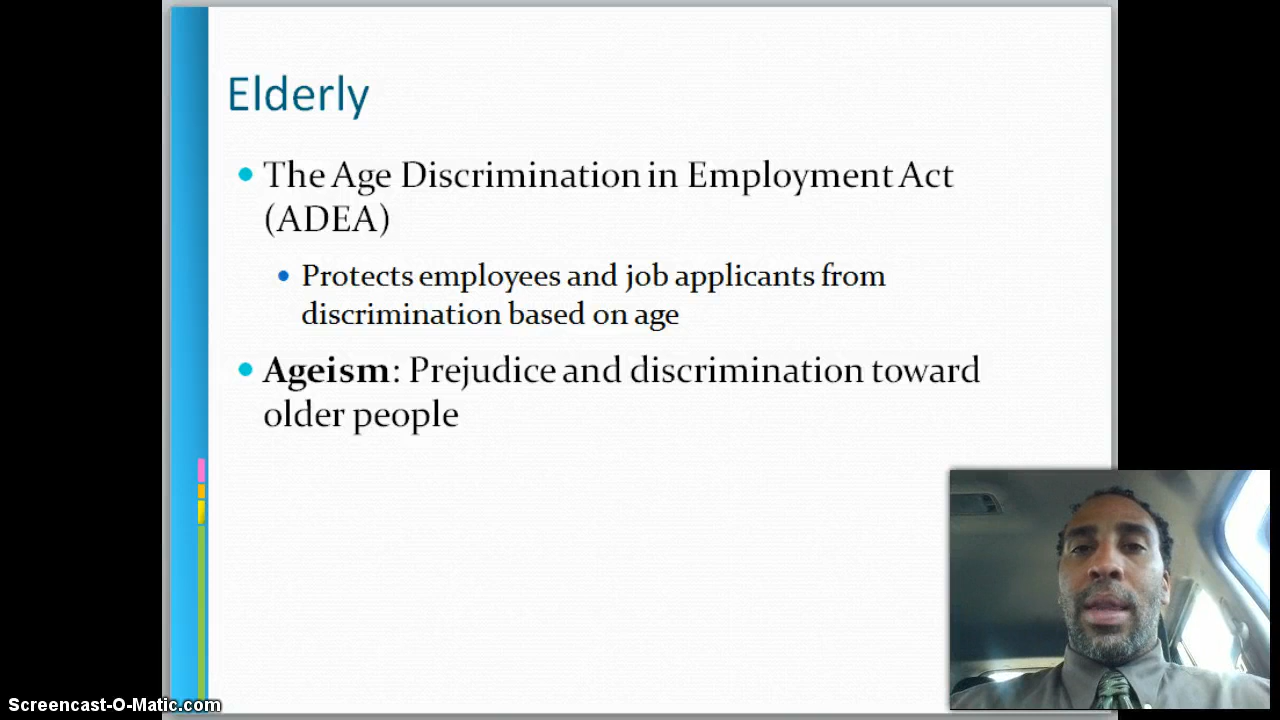 Elderly
The Age Discrimination in Employment Act
(ADEA)
Protects employees and job applicants from
discrimination based on age
Ageism: Prejudice and discrimination toward
older people
Screencast-O-Matic.com